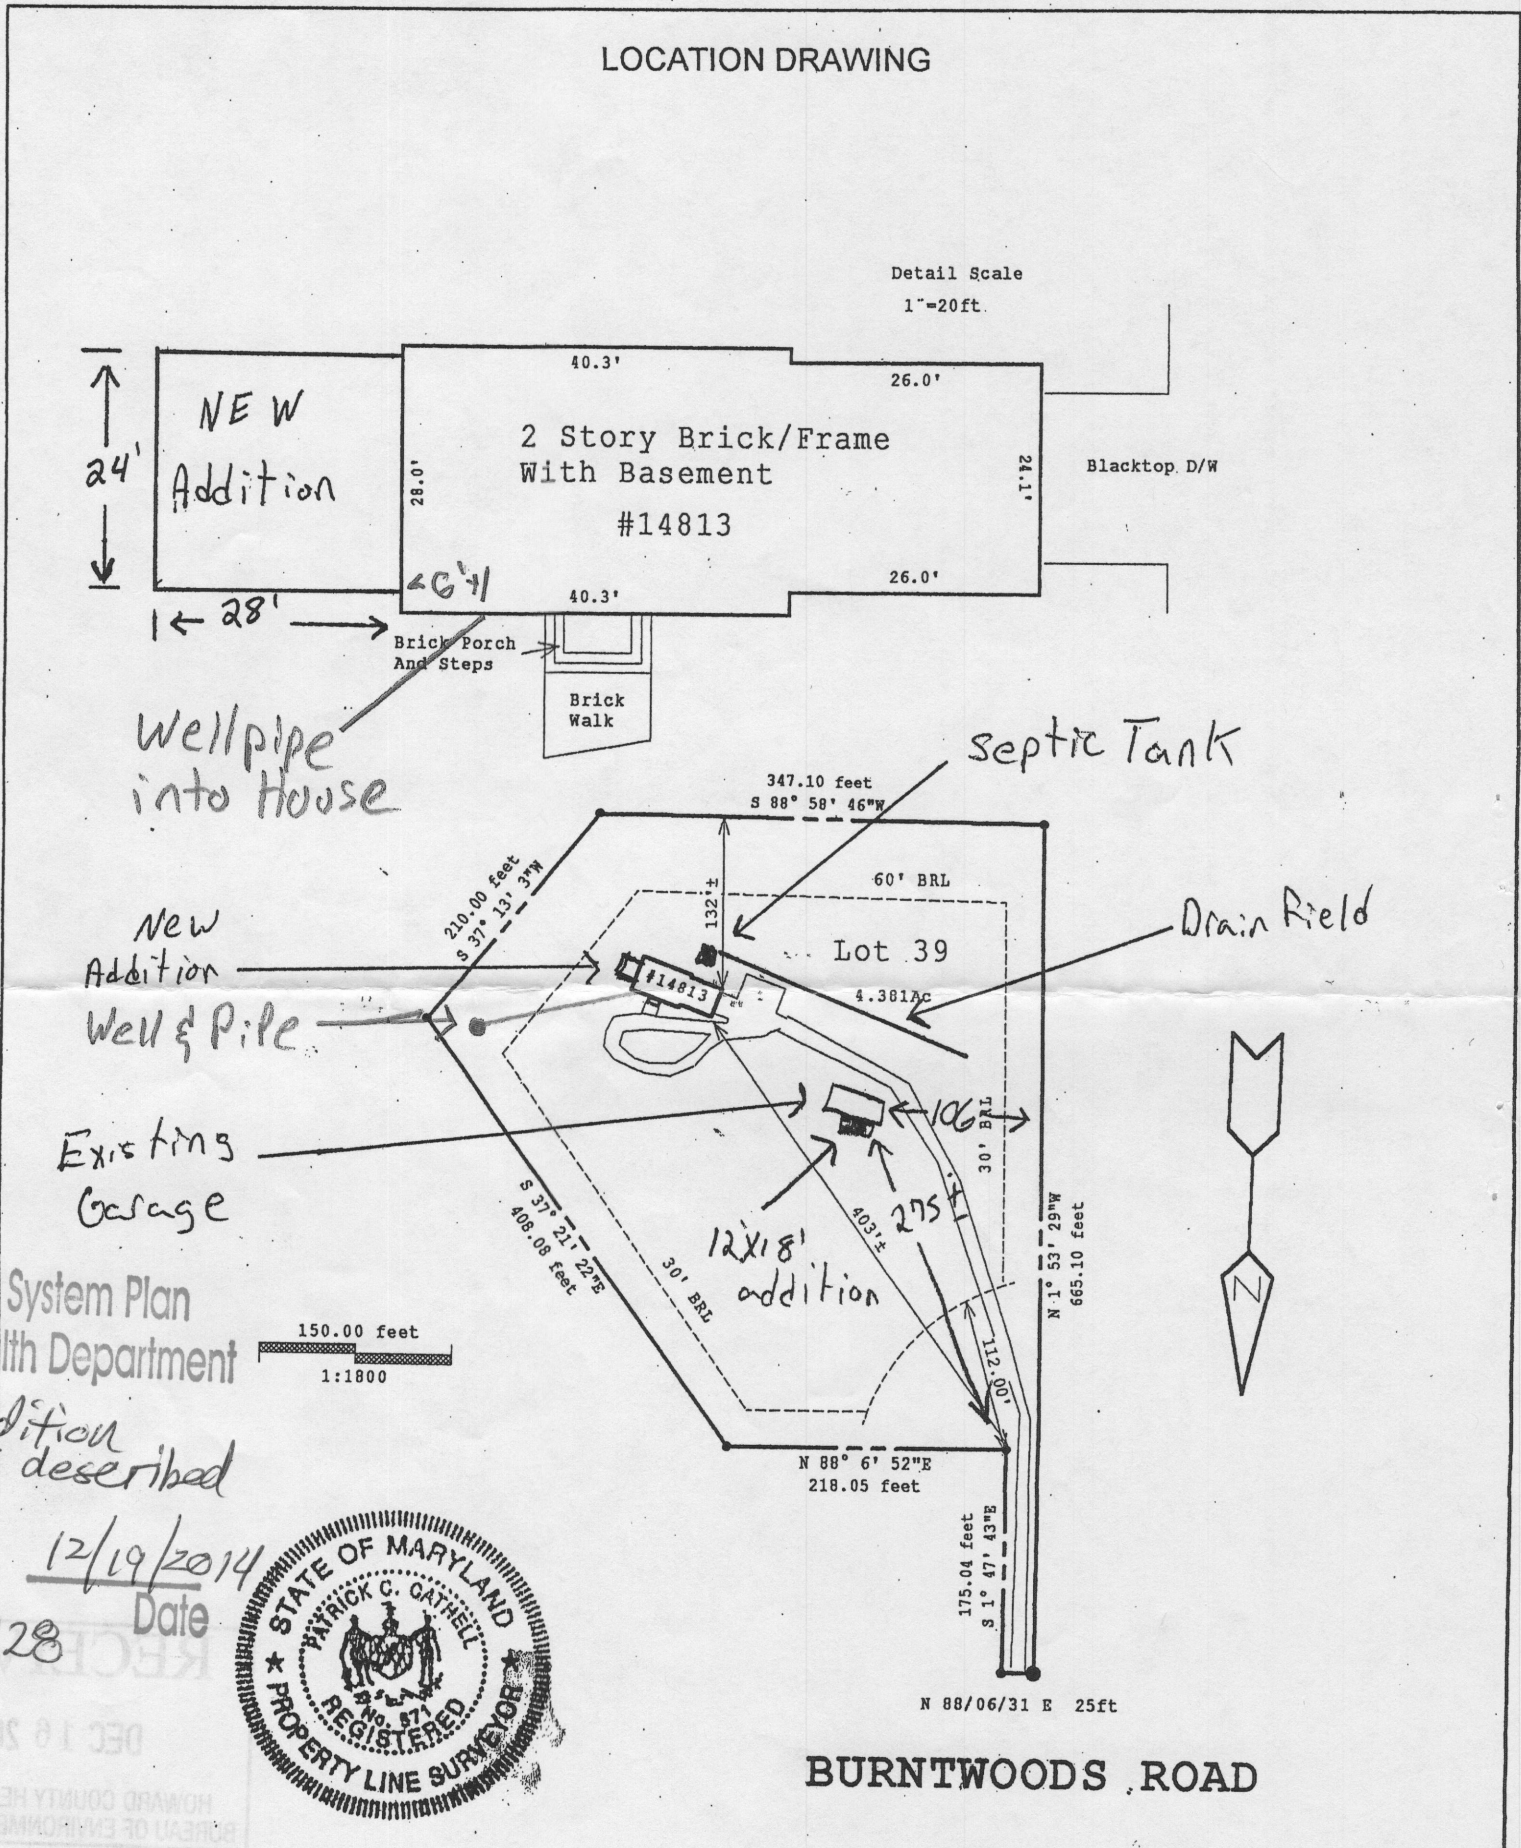 LOCATION DRAWING
Detail Scale
1"=20ft.
40.3'
26.0'
NEW
Addition
24'
28.0'
2 Story Brick/Frame
With Basement
#14813
24.1'
Blacktop D/W
40.3'
26.0'
28'
Brick Porch
And Steps
Brick
Walk
Wellpipe
into House
Septic Tank
347.10 feet
S 88° 58' 46"W
210.00 feet
S 37° 13' 3"W
60' BRL
132'±
New
Addition
Lot 39
Drain Field
#14813
4.381Ac
Well & Pipe
106
30' BRL
Existing
Garage
S 37° 21' 22"E
408.08 feet
403'±
275
12x18'
addition
N 1° 53' 29"W
665.10 feet
30' BRL
N
System Plan
lth Department
150.00 feet
1:1800
112.00'
dition
described
N 88° 6' 52"E
218.05 feet
12/19/2014
Date
28
175.04 feet
S 1° 47' 43"E
STATE OF MARYLAND
PATRICK C. CATHELL
No. 571
REGISTERED
PROPERTY LINE SURVEYOR
N 88/06/31 E 25ft
RECEIV
DEC 16 20
HOWARD COUNTY HE
BUREAU OF ENVIRONME
BURNTWOODS ROAD